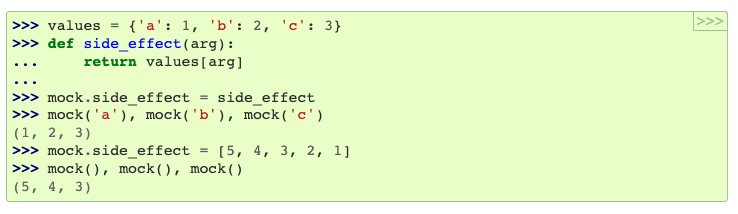 >>> values = {'a': 1, 'b': 2, 'c': 3}
>>>
>>> def side_effect(arg):
...     return values[arg]
...
>>> mock.side_effect = side_effect
>>> mock('a'), mock('b'), mock('c')
(1, 2, 3)
>>> mock.side_effect = [5, 4, 3, 2, 1]
>>> mock(), mock(), mock()
(5, 4, 3)